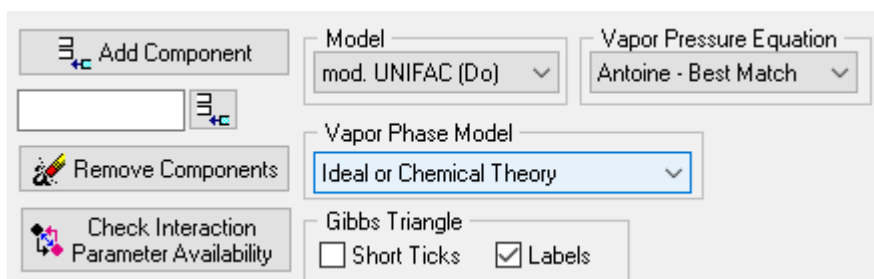 Add Component
Remove Components
Check Interaction
Parameter Availability
Model
mod. UNIFAC (Do)
Vapor Pressure Equation
Antoine - Best Match
Vapor Phase Model
Ideal or Chemical Theory
Gibbs Triangle
Short Ticks
Labels